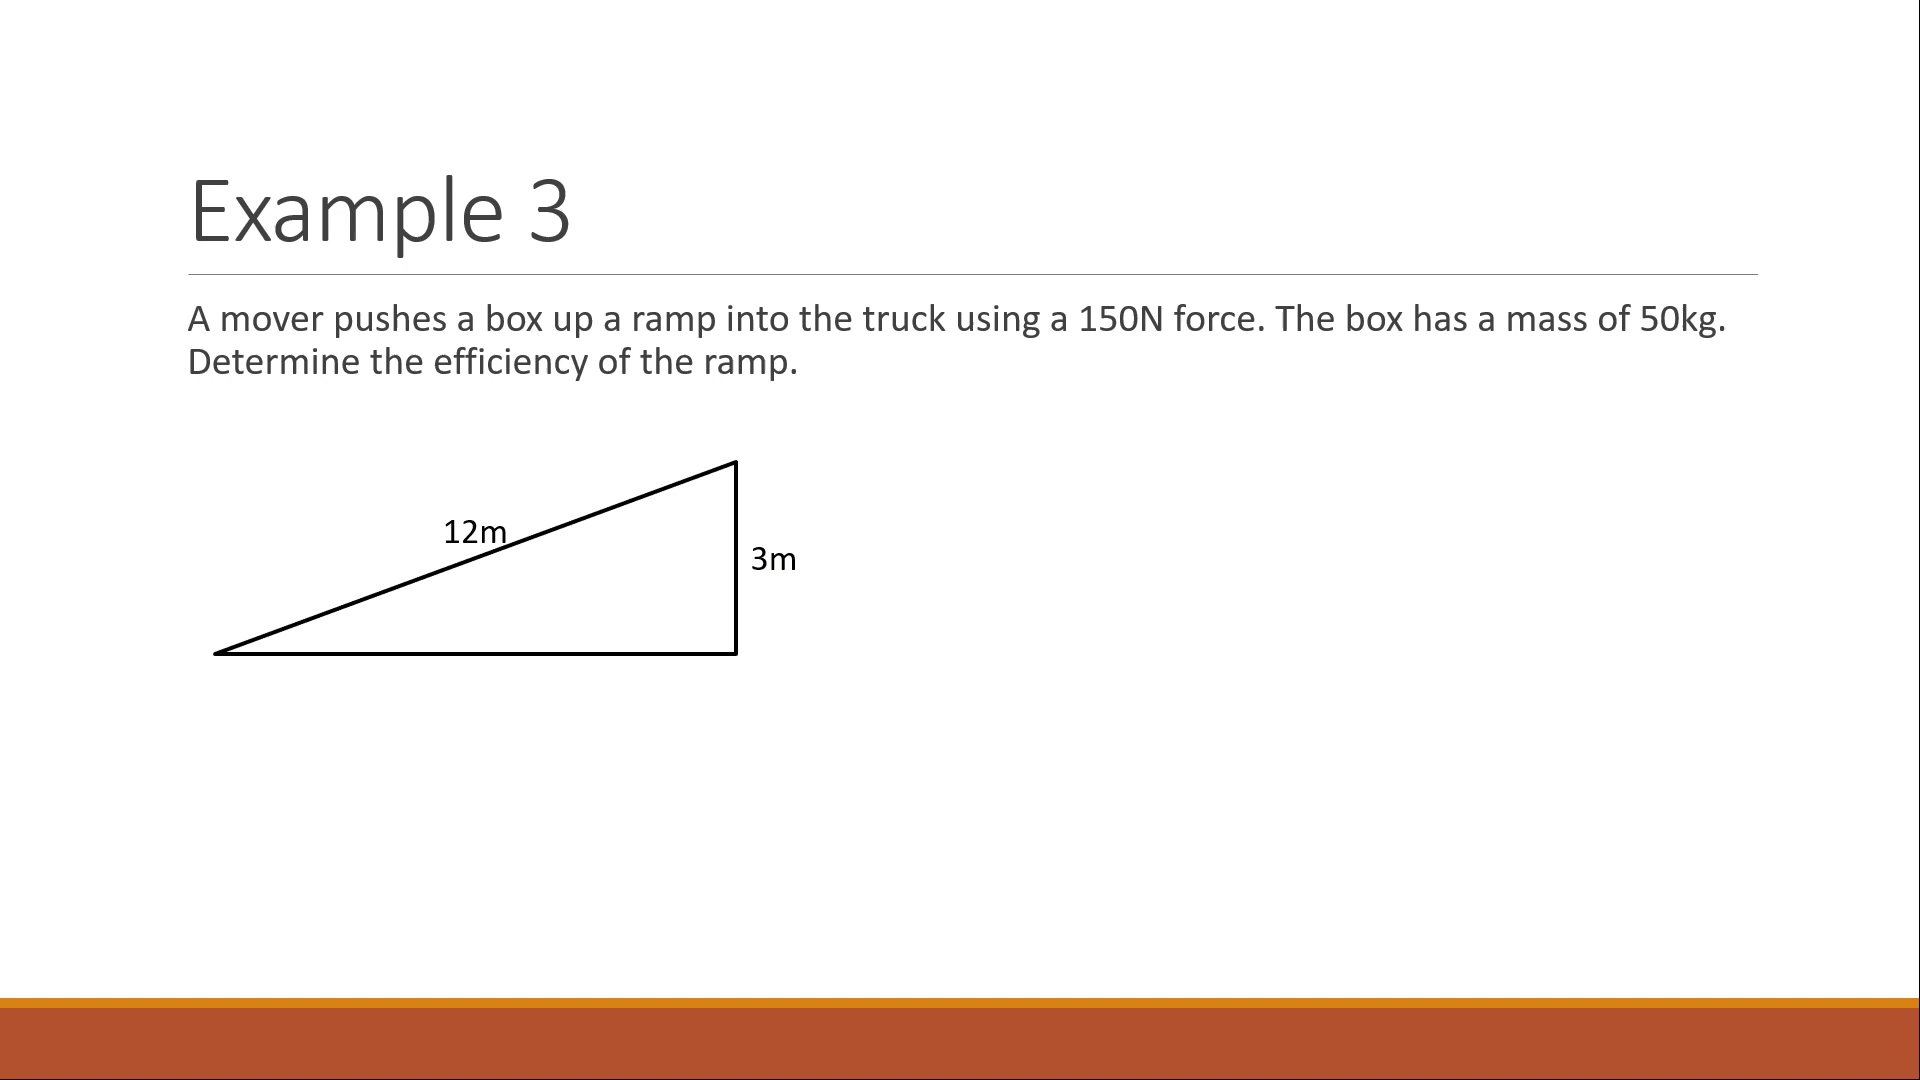 Example 3
A mover pushes a box up a ramp into the truck using a 150N force. The box has a mass of 50kg.
Determine the efficiency of the ramp.
12m
3m